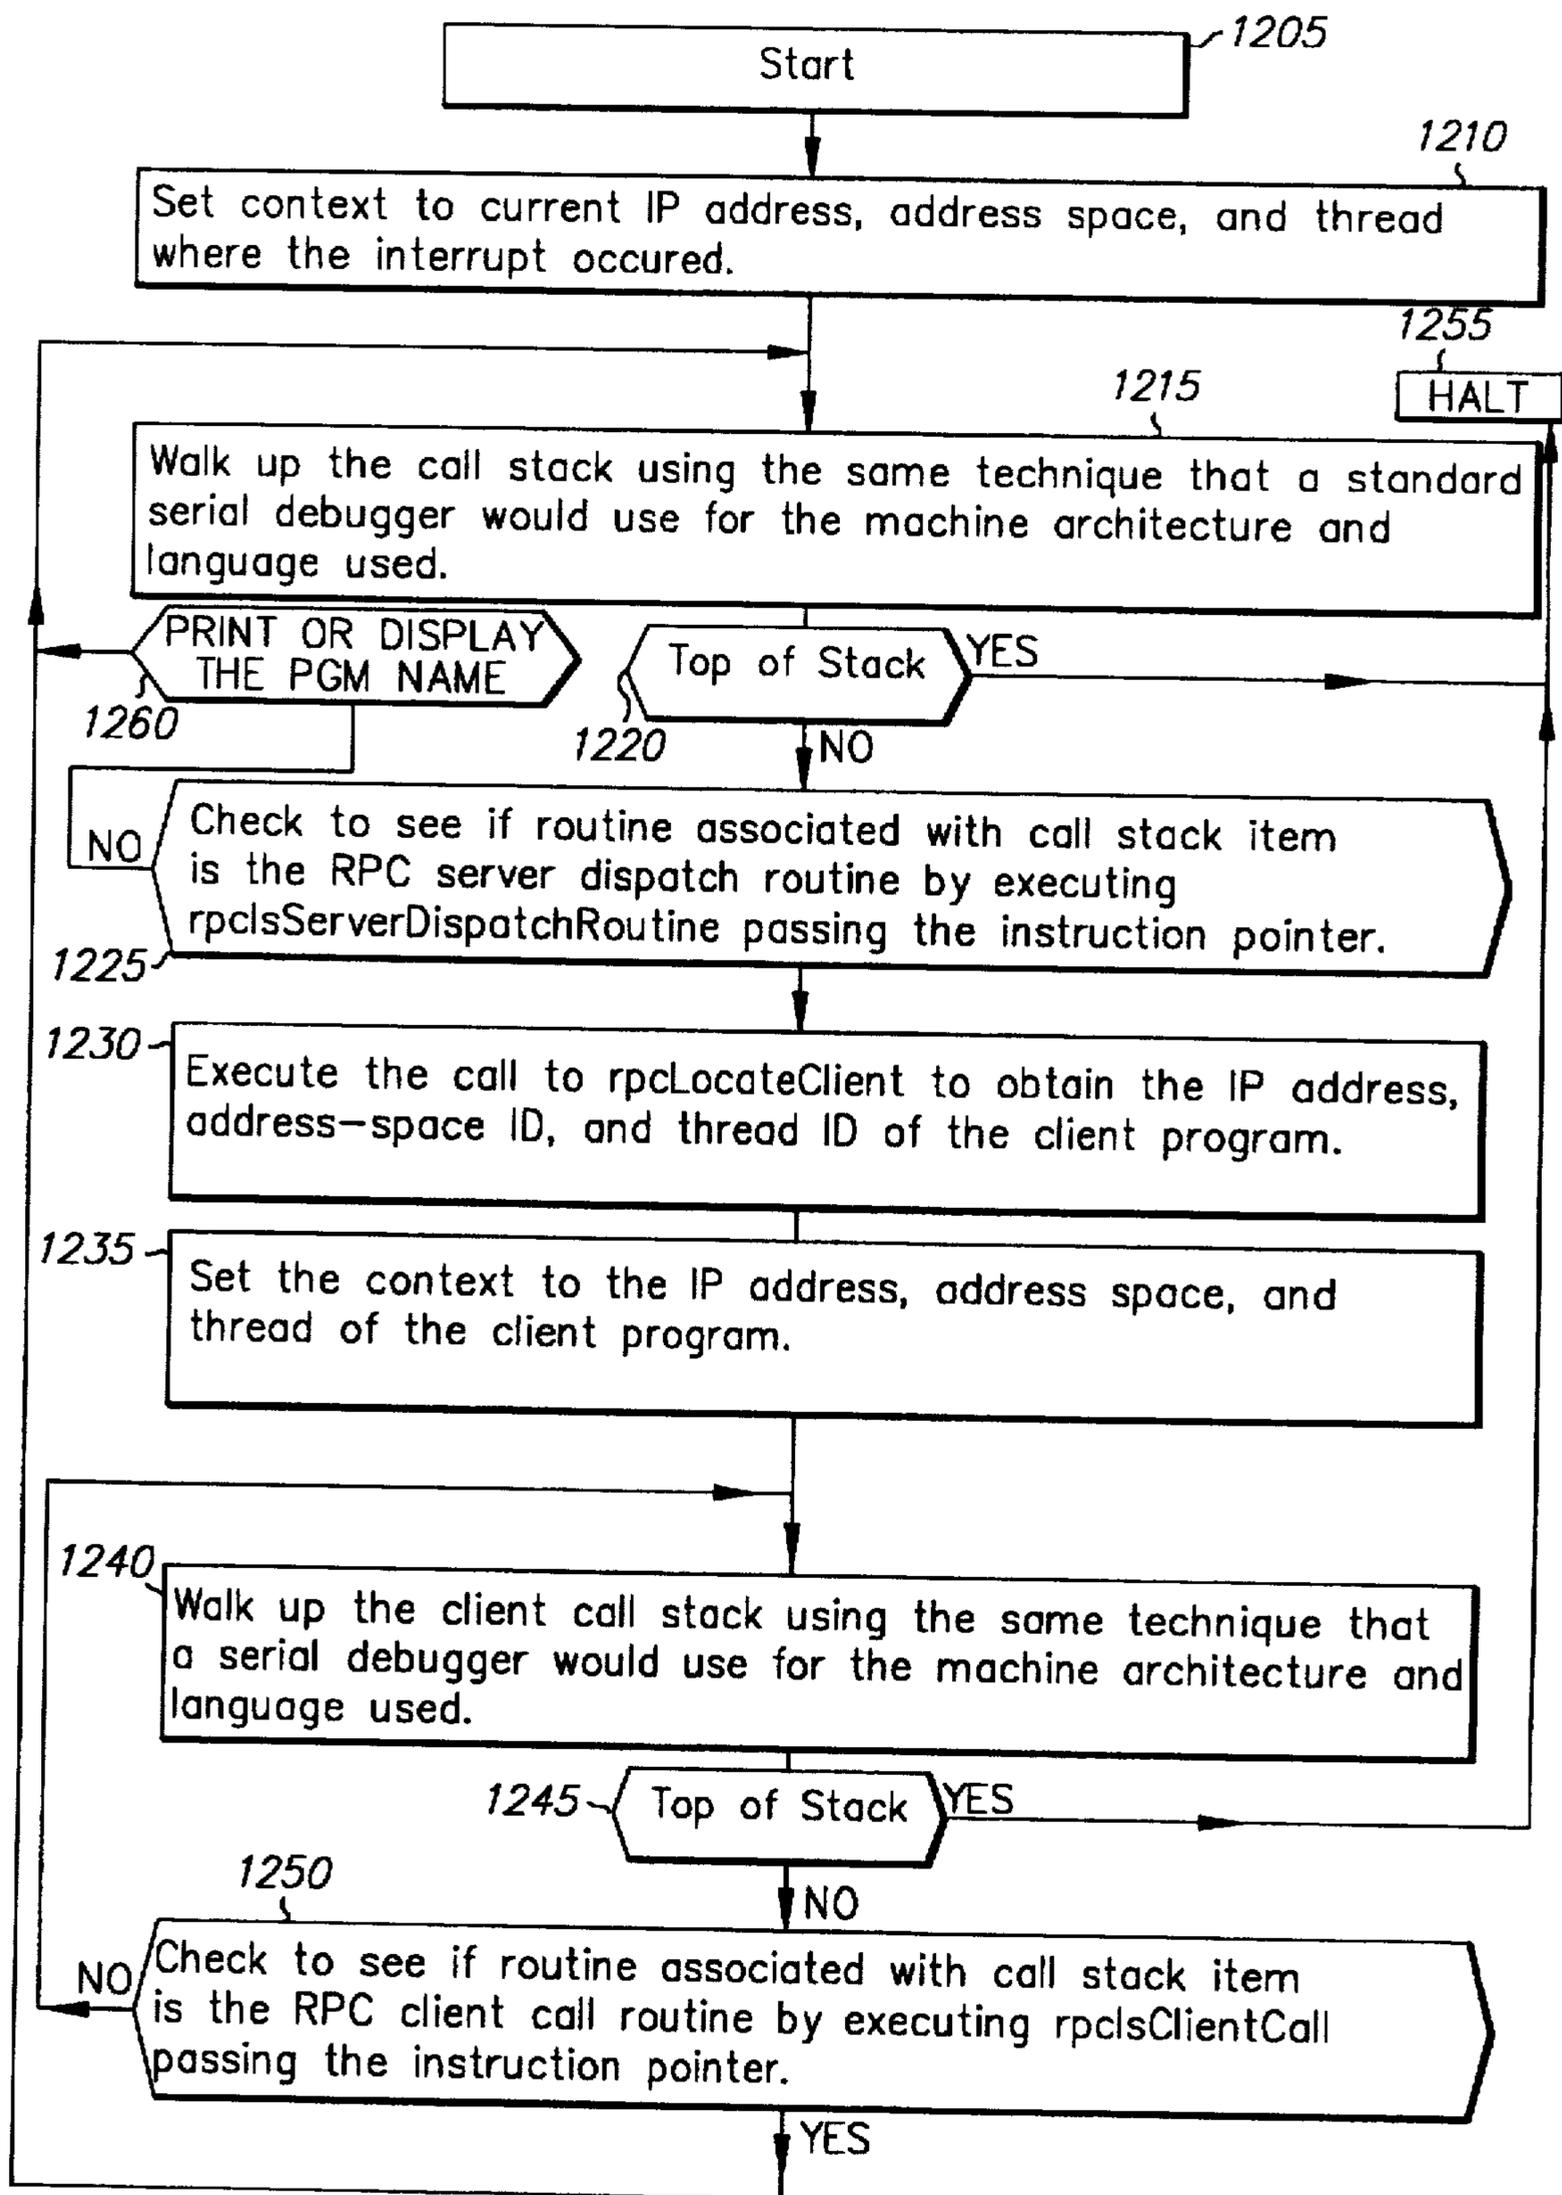 Start
1205
1210
Set context to current IP address, address space, and thread
where the interrupt occured.
1255
HALT
1215
Walk up the call stack using the same technique that a standard
serial debugger would use for the machine architecture and
language used.
PRINT OR DISPLAY
THE PGM NAME
1260
Top of Stack
YES
1220
NO
NO
Check to see if routine associated with call stack item
is the RPC server dispatch routine by executing
rpcIsServerDispatchRoutine passing the instruction pointer.
1225
1230
Execute the call to rpcLocateClient to obtain the IP address,
address-space ID, and thread ID of the client program.
1235
Set the context to the IP address, address space, and
thread of the client program.
1240
Walk up the client call stack using the same technique that
a serial debugger would use for the machine architecture and
language used.
1245
Top of Stack
YES
1250
NO
NO
Check to see if routine associated with call stack item
is the RPC client call routine by executing rpcIsClientCall
passing the instruction pointer.
YES